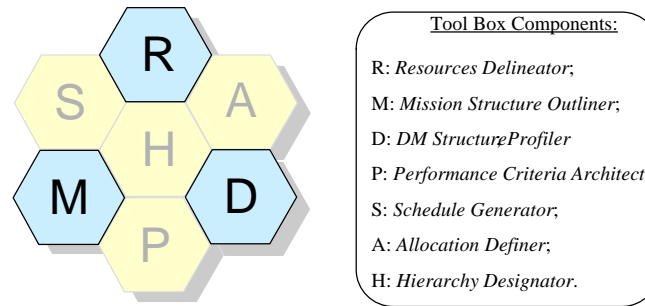 R
S
A
H
M
D
P
Tool Box Components:
R: Resources Delineator;
M: Mission Structure Outliner;
D: DM Structure Profiler
P: Performance Criteria Architect
S: Schedule Generator;
A: Allocation Definer;
H: Hierarchy Designator.